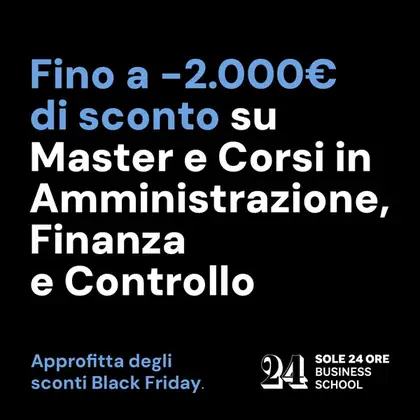 Fino a -2.000€
di sconto su
Master e Corsi in
Amministrazione,
Finanza
e Controllo
Approfitta degli
sconti Black Friday.
24
SOLE 24 ORE
BUSINESS
SCHOOL